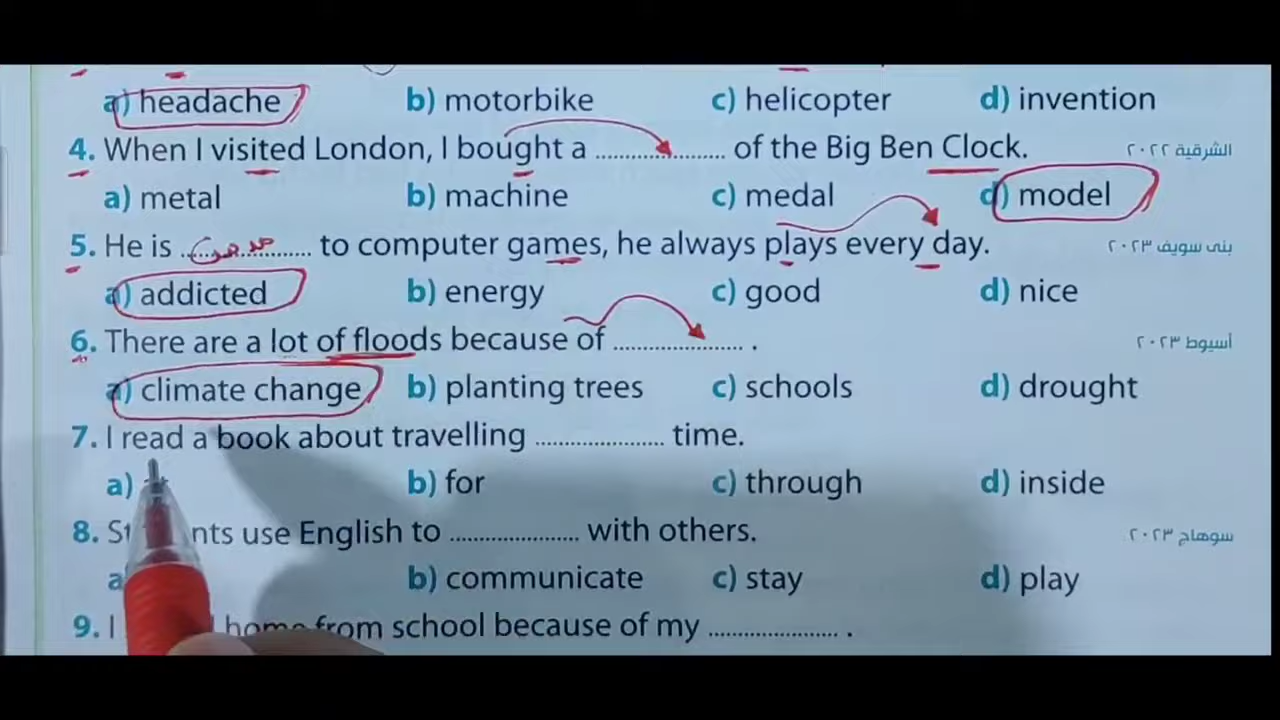 a) headache b) motorbike c) helicopter d) invention
4. When I visited London, I bought a ........................ of the Big Ben Clock. الشرقية ٢٠٢٢
a) metal b) machine c) medal d) model
5. He is ........................ to computer games, he always plays every day. بنى سويف ٢٠٢٣
a) addicted b) energy c) good d) nice
6. There are a lot of floods because of ........................ . أسيوط ٢٠٢٣
a) climate change b) planting trees c) schools d) drought
7. I read a book about travelling ........................ time.
a) b) for c) through d) inside
8. use English to ........................ with others. سوهاج ٢٠٢٣
b) communicate c) stay d) play
9. I home from school because of my ........................ .